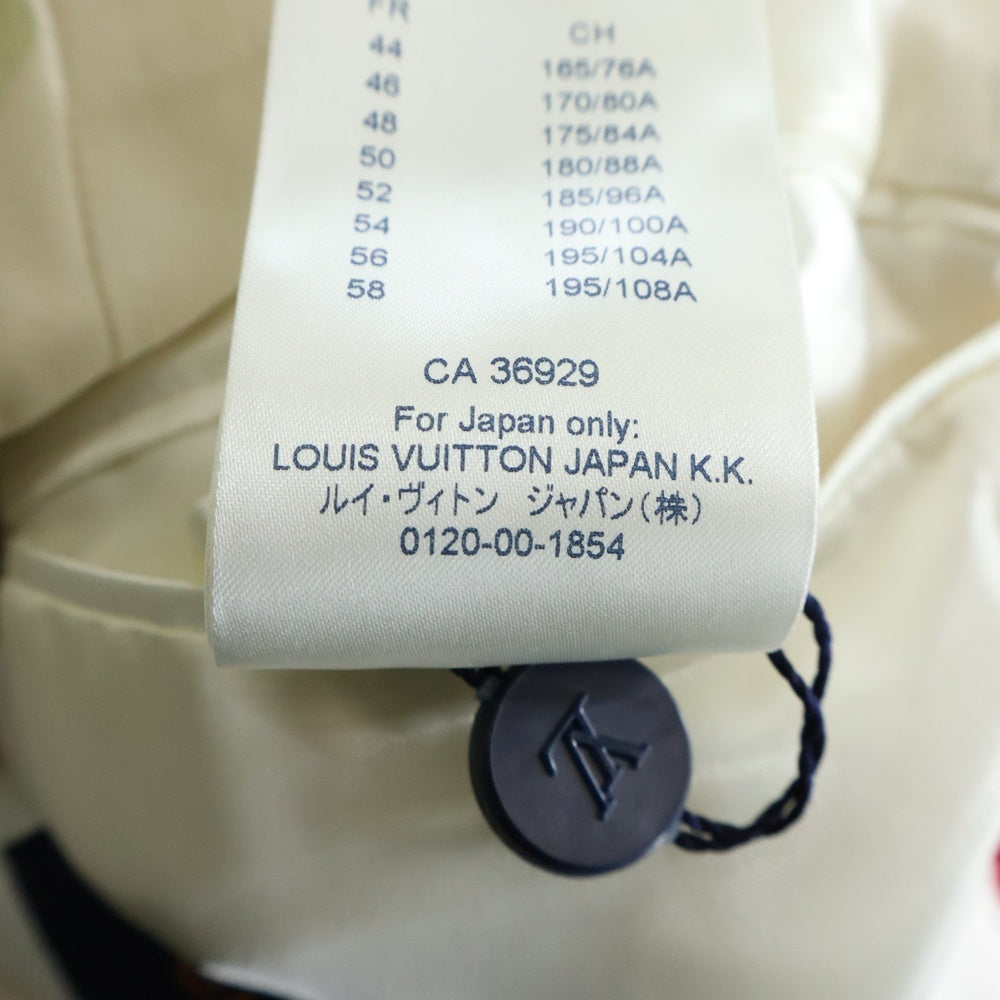 FR CH
44 165/76A
46 170/80A
48 175/84A
50 180/88A
52 185/96A
54 190/100A
56 195/104A
58 195/108A
CA 36929
For Japan only:
LOUIS VUITTON JAPAN K.K.
ルイ・ヴィトン ジャパン(株)
0120-00-1854
LV